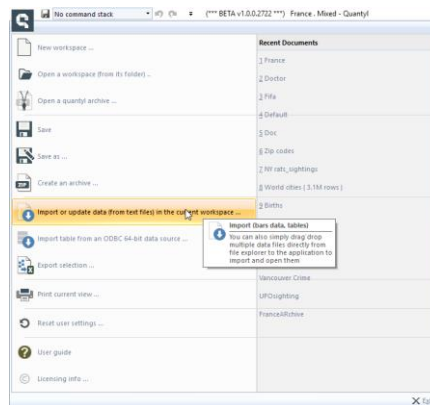 No command stack
(*** BETA v1.0.0.2722 ***) France . Mixed - Quantyl
New workspace ...
Open a workspace (from its folder) ...
Open a quantyl archive ...
Save
Save as ...
Create an archive ...
Import or update data (from text files) in the current workspace ...
Import table from an ODBC 64-bit data source ...
Export selection ...
Print current view ...
Reset user settings ...
User guide
Licensing info ...
Recent Documents
1 France
2 Doctor
3 Fifa
4 Default
5 Doc
6 Zip codes
7 NY rats_sightings
8 World cities ( 3.1M rows )
9 Births
Import (bars data, tables)
You can also simply drag drop
multiple data files directly from
file explorer to the application to
import and open them
Vancouver Crime
UFOsighting
FranceARchive